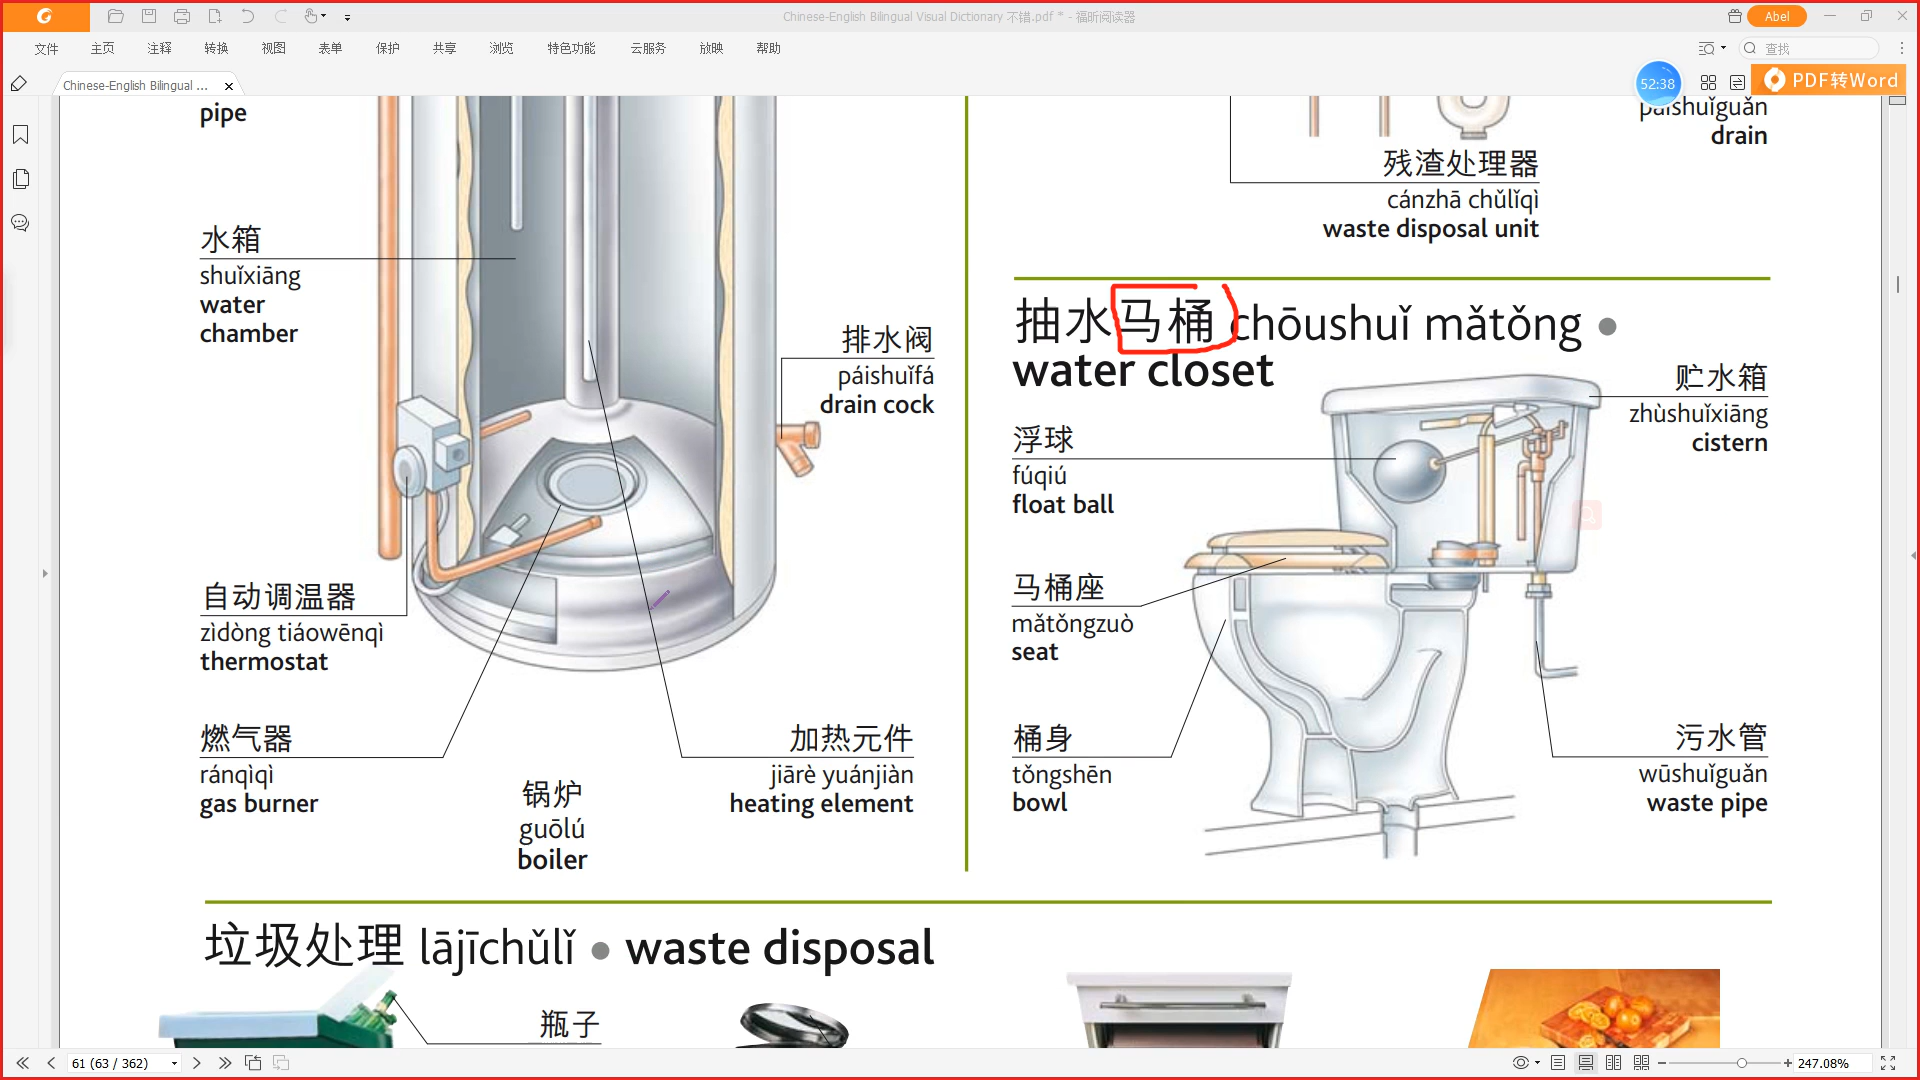 Chinese-English Bilingual Visual Dictionary 不错.pdf * - 福昕阅读器
Abel
文件 主页 注释 转换 视图 表单 保护 共享 浏览 特色功能 云服务 放映 帮助
查找
Chinese-English Bilingual ...
52:38
PDF转Word
pipe
水箱
shuǐxiāng
water
chamber
排水阀
páishuǐfá
drain cock
自动调温器
zìdòng tiáowēnqì
thermostat
燃气器
ránqìqì
gas burner
锅炉
guōlú
boiler
加热元件
jiārè yuánjiàn
heating element
páishuǐguǎn
drain
残渣处理器
cánzhā chǔlǐqì
waste disposal unit
抽水马桶 chōushuǐ mǎtǒng •
water closet
贮水箱
zhùshuǐxiāng
cistern
浮球
fúqiú
float ball
马桶座
mǎtǒngzuò
seat
桶身
tǒngshēn
bowl
污水管
wūshuǐguǎn
waste pipe
垃圾处理 lājīchǔlǐ • waste disposal
瓶子
61 (63 / 362)
247.08%